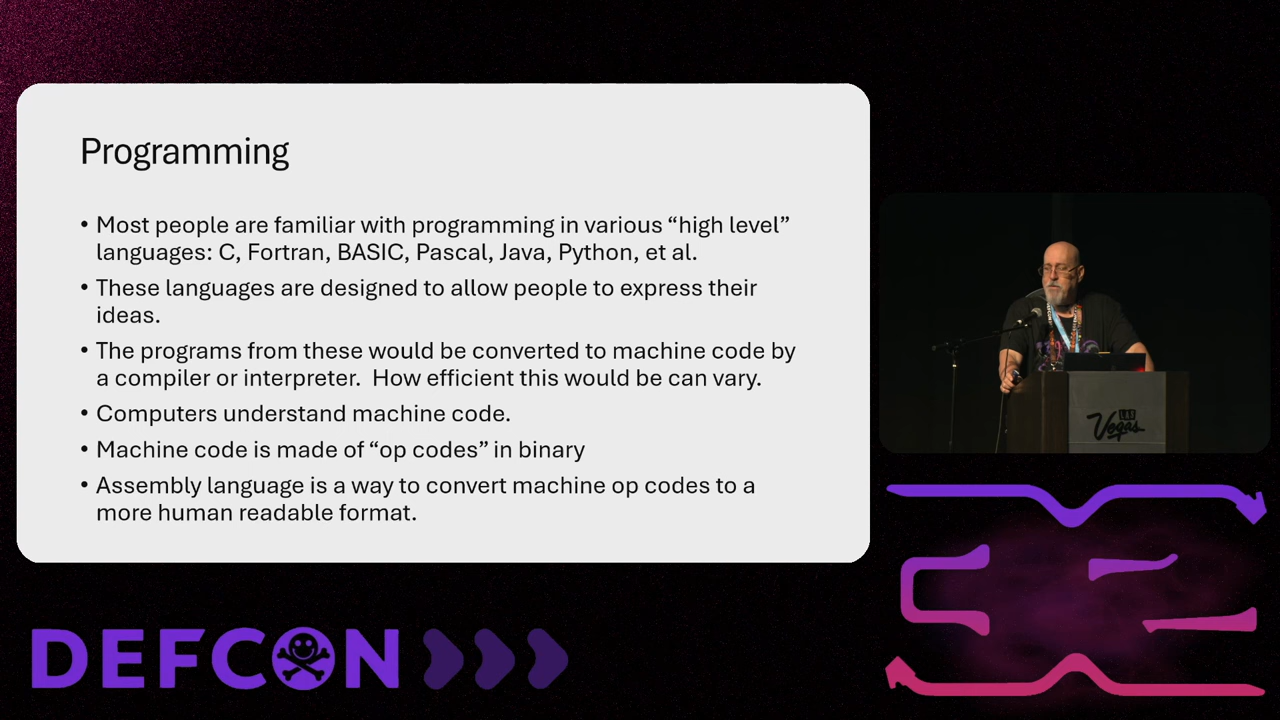 Programming
• Most people are familiar with programming in various “high level”
languages: C, Fortran, BASIC, Pascal, Java, Python, et al.
• These languages are designed to allow people to express their
ideas.
• The programs from these would be converted to machine code by
a compiler or interpreter.  How efficient this would be can vary.
• Computers understand machine code.
• Machine code is made of “op codes” in binary
• Assembly language is a way to convert machine op codes to a
more human readable format.
Vegas
DEFCON